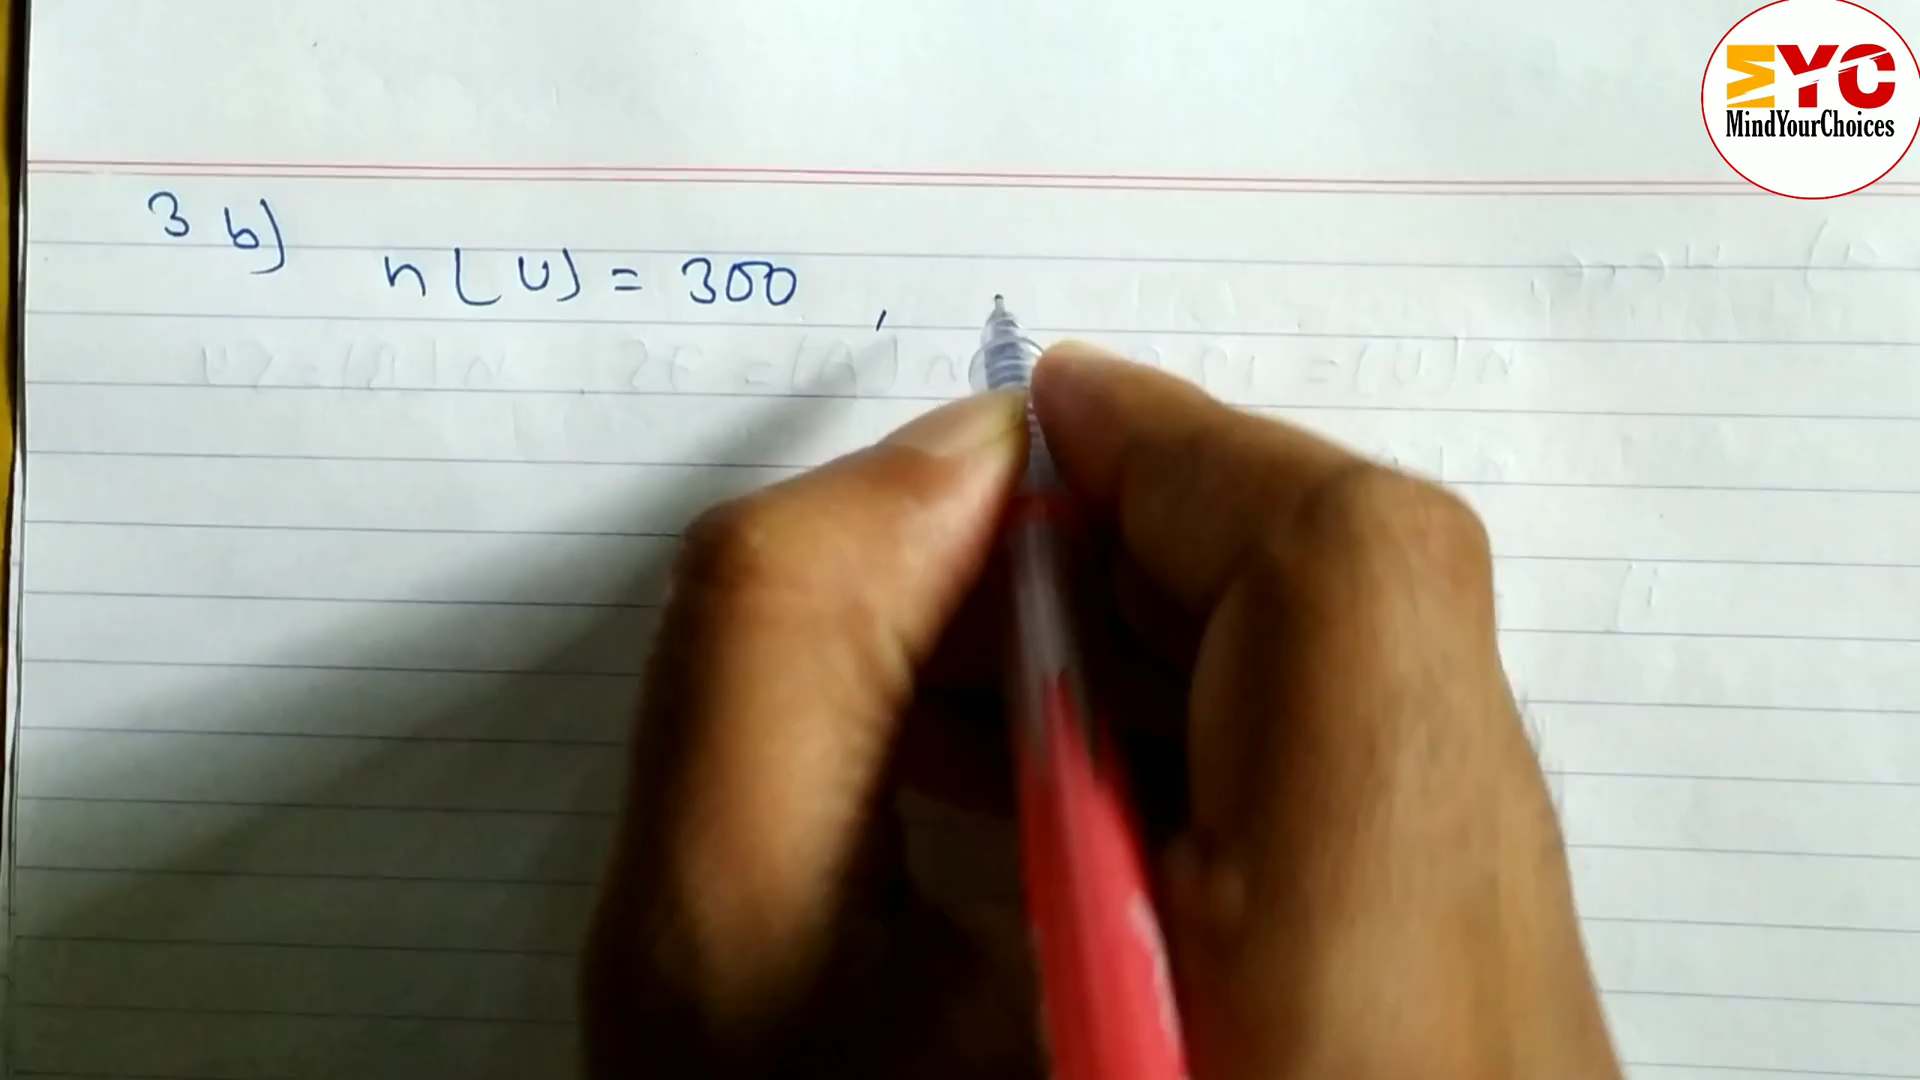 MYC
MindYourChoices
3 b)
n(U) = 300 ,